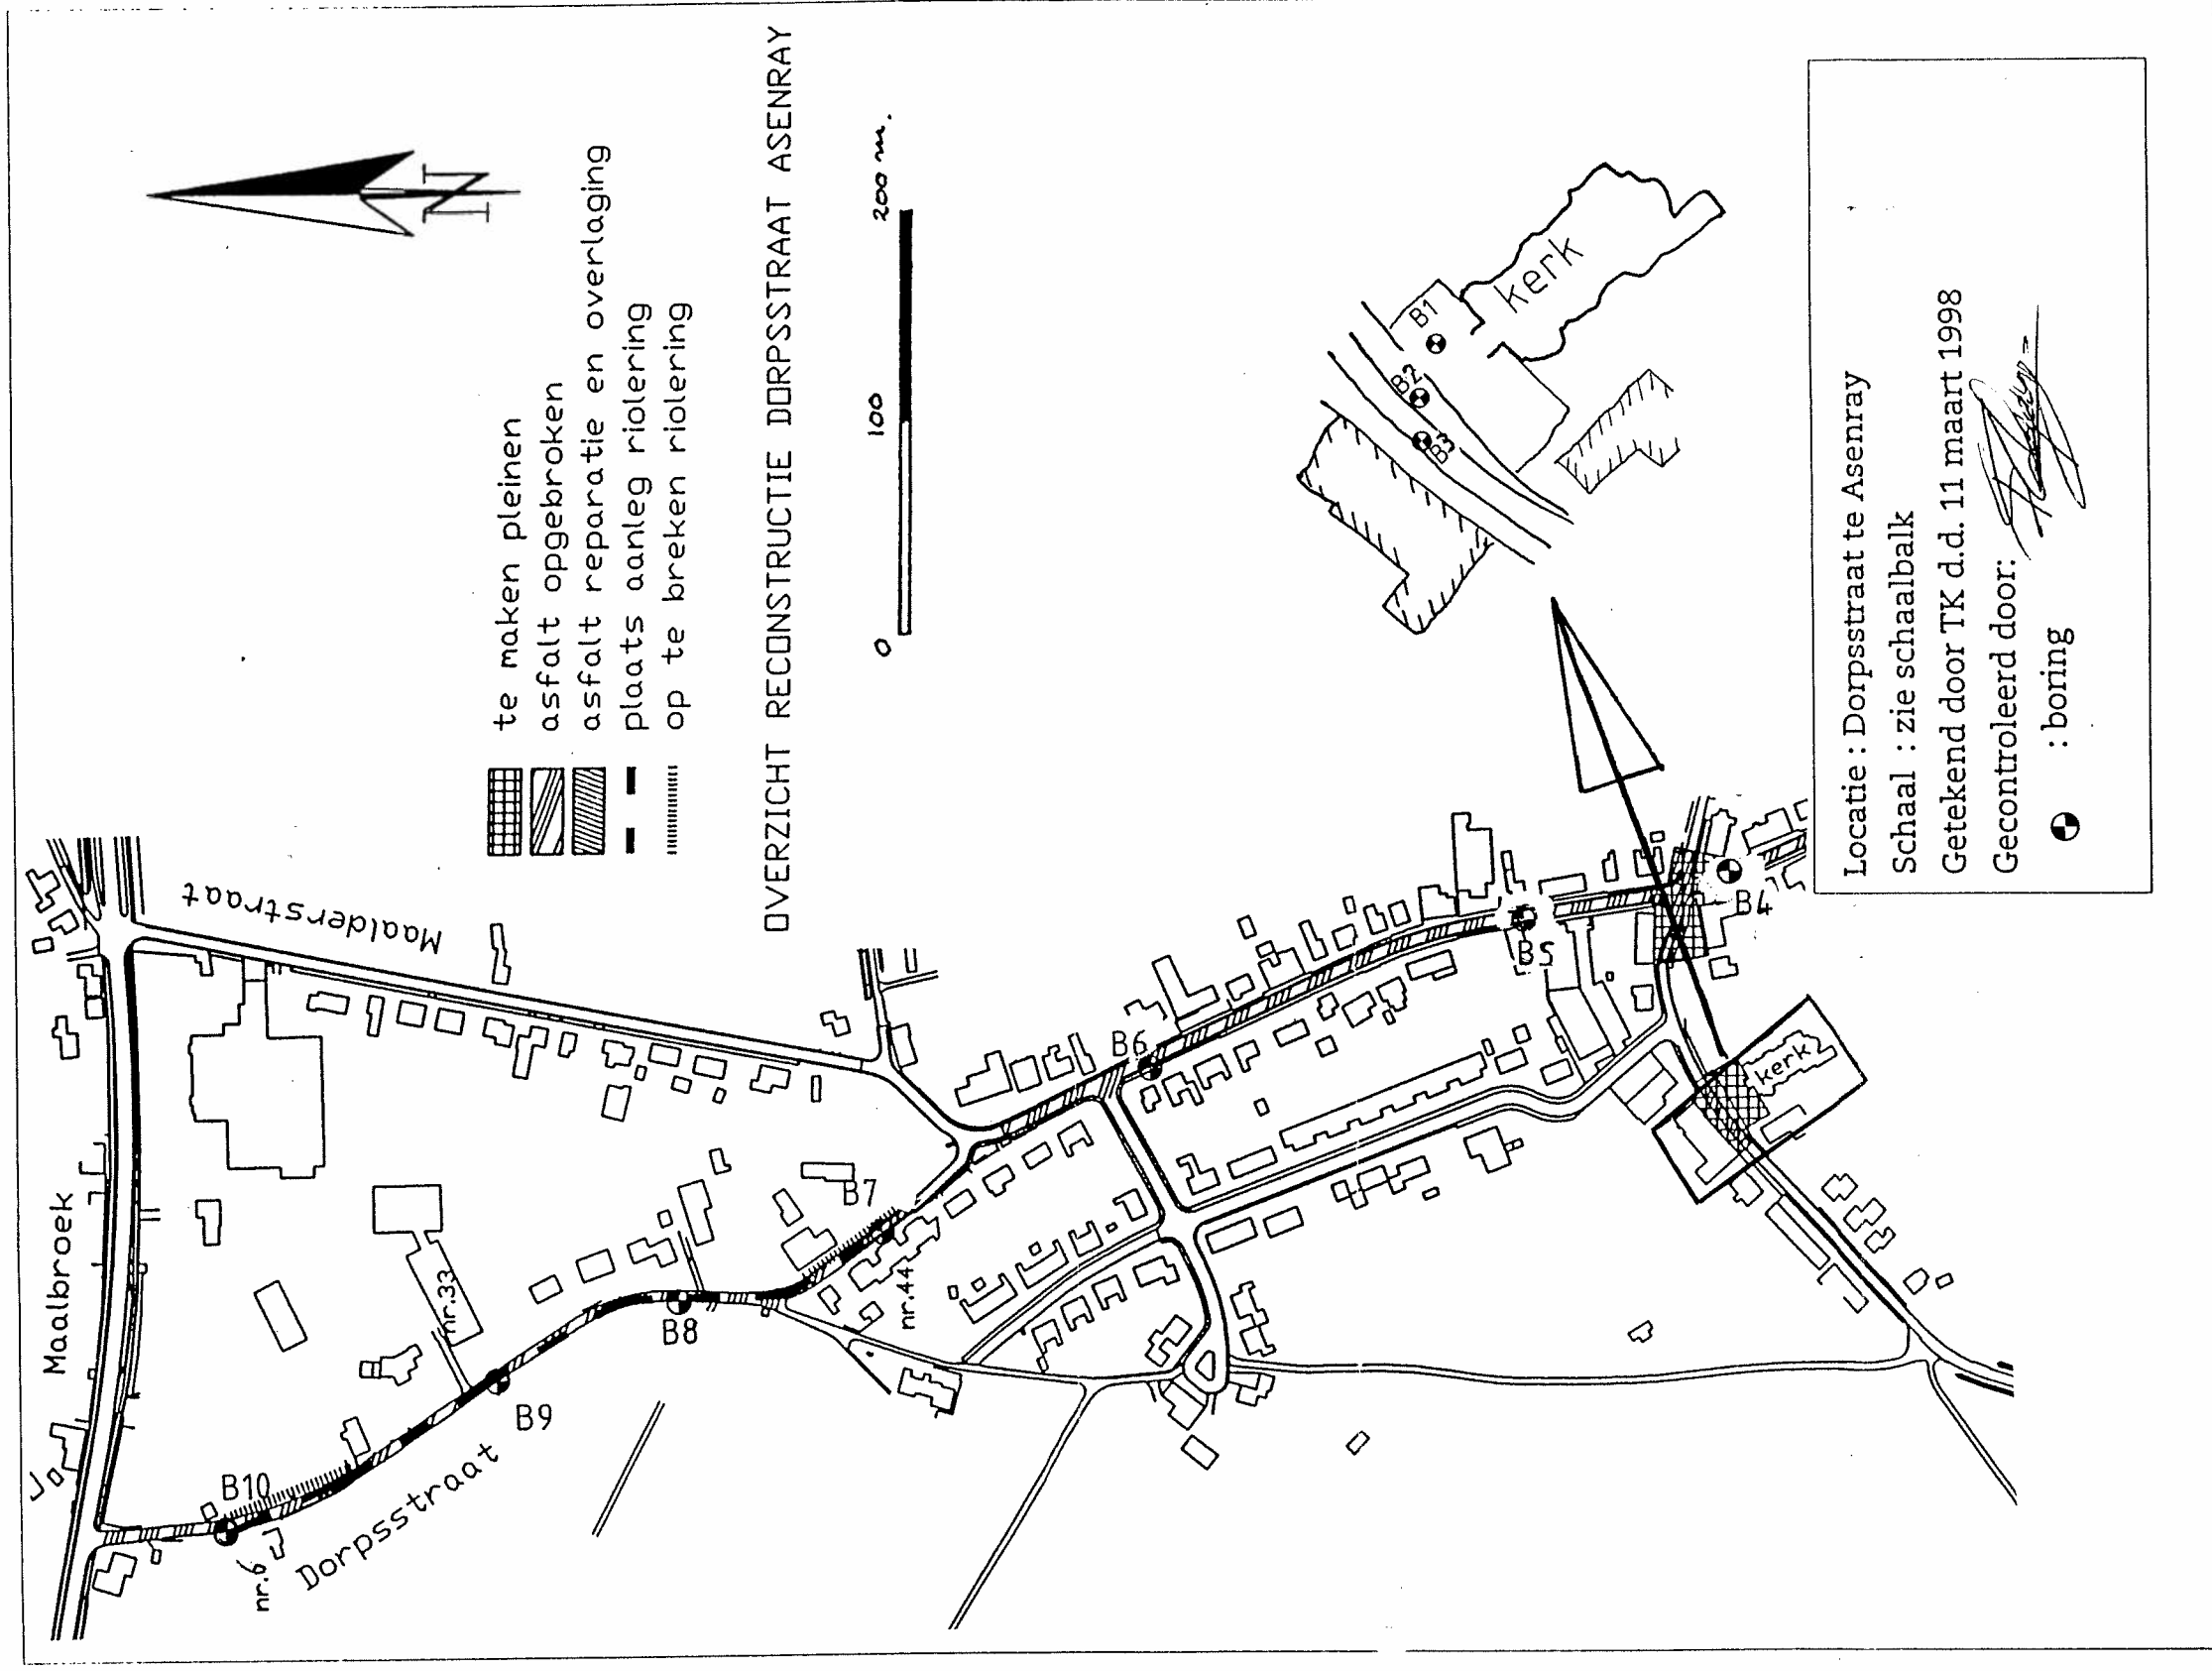 te maken pleinen
asfalt opgebroken
asfalt reparatie en overlaging
plaats aanleg riolering
op te breken riolering
OVERZICHT RECONSTRUCTIE DORPSSTRAAT ASENRAY
0 100 200 m.
N
Maalbroek
Maalderstraat
Dorpsstraat
nr.6
B10
B9
nr.33
B8
B7
nr.44
B6
B5
B4
kerk
B1
B2
B3
kerk
Locatie : Dorpsstraat te Asenray
Schaal : zie schaalbalk
Getekend door TK d.d. 11 maart 1998
Gecontroleerd door:
: boring